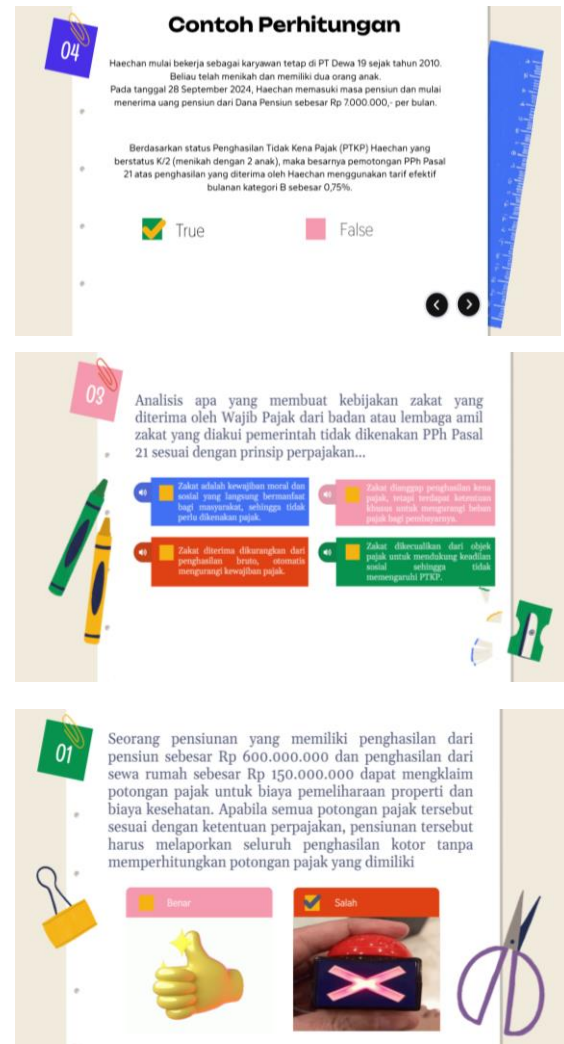 04
Contoh Perhitungan
Haechan mulai bekerja sebagai karyawan tetap di PT Dewa 19 sejak tahun 2010.
Beliau telah menikah dan memiliki dua orang anak.
Pada tanggal 28 September 2024, Haechan memasuki masa pensiun dan mulai
menerima uang pensiun dari Dana Pensiun sebesar Rp 7.000.000,- per bulan.
Berdasarkan status Penghasilan Tidak Kena Pajak (PTKP) Haechan yang
berstatus K/2 (menikah dengan 2 anak), maka besarnya pemotongan PPh Pasal
21 atas penghasilan yang diterima oleh Haechan menggunakan tarif efektif
bulanan kategori B sebesar 0,75%.
True
False
03
Analisis apa yang membuat kebijakan zakat yang
diterima oleh Wajib Pajak dari badan atau lembaga amil
zakat yang diakui pemerintah tidak dikenakan PPh Pasal
21 sesuai dengan prinsip perpajakan...
Zakat adalah kewajiban moral dan
sosial yang langsung bermanfaat
bagi masyarakat, sehingga tidak
perlu dikenakan pajak.
Zakat dianggap penghasilan kena
pajak, tetapi terdapat ketentuan
khusus untuk mengurangi beban
pajak bagi pembayarnya.
Zakat diterima dikurangkan dari
penghasilan bruto, otomatis
mengurangi kewajiban pajak.
Zakat dikecualikan dari objek
pajak untuk mendukung keadilan
sosial sehingga tidak
memengaruhi PTKP.
01
Seorang pensiunan yang memiliki penghasilan dari
pensiun sebesar Rp 600.000.000 dan penghasilan dari
sewa rumah sebesar Rp 150.000.000 dapat mengklaim
potongan pajak untuk biaya pemeliharaan properti dan
biaya kesehatan. Apabila semua potongan pajak tersebut
sesuai dengan ketentuan perpajakan, pensiunan tersebut
harus melaporkan seluruh penghasilan kotor tanpa
memperhitungkan potongan pajak yang dimiliki
Benar
Salah